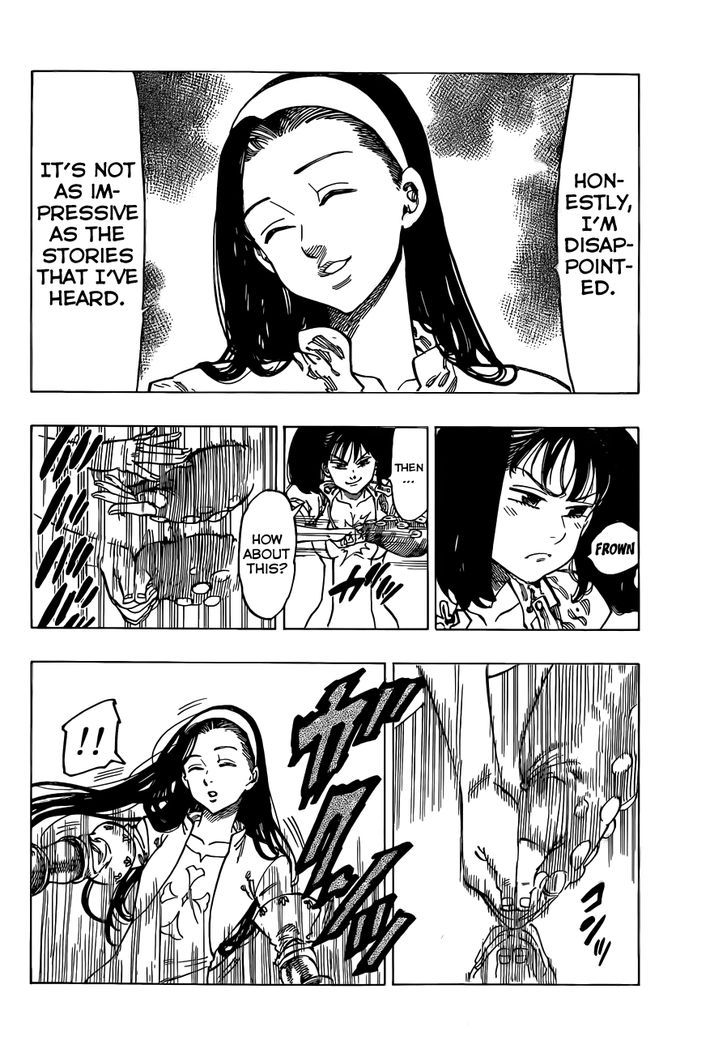 HON-
ESTLY,
I'M
DISAP-
POINT-
ED.
IT'S NOT
AS IM-
PRESSIVE
AS THE
STORIES
THAT I'VE
HEARD.
FROWN
THEN
...
HOW
ABOUT
THIS?
!!